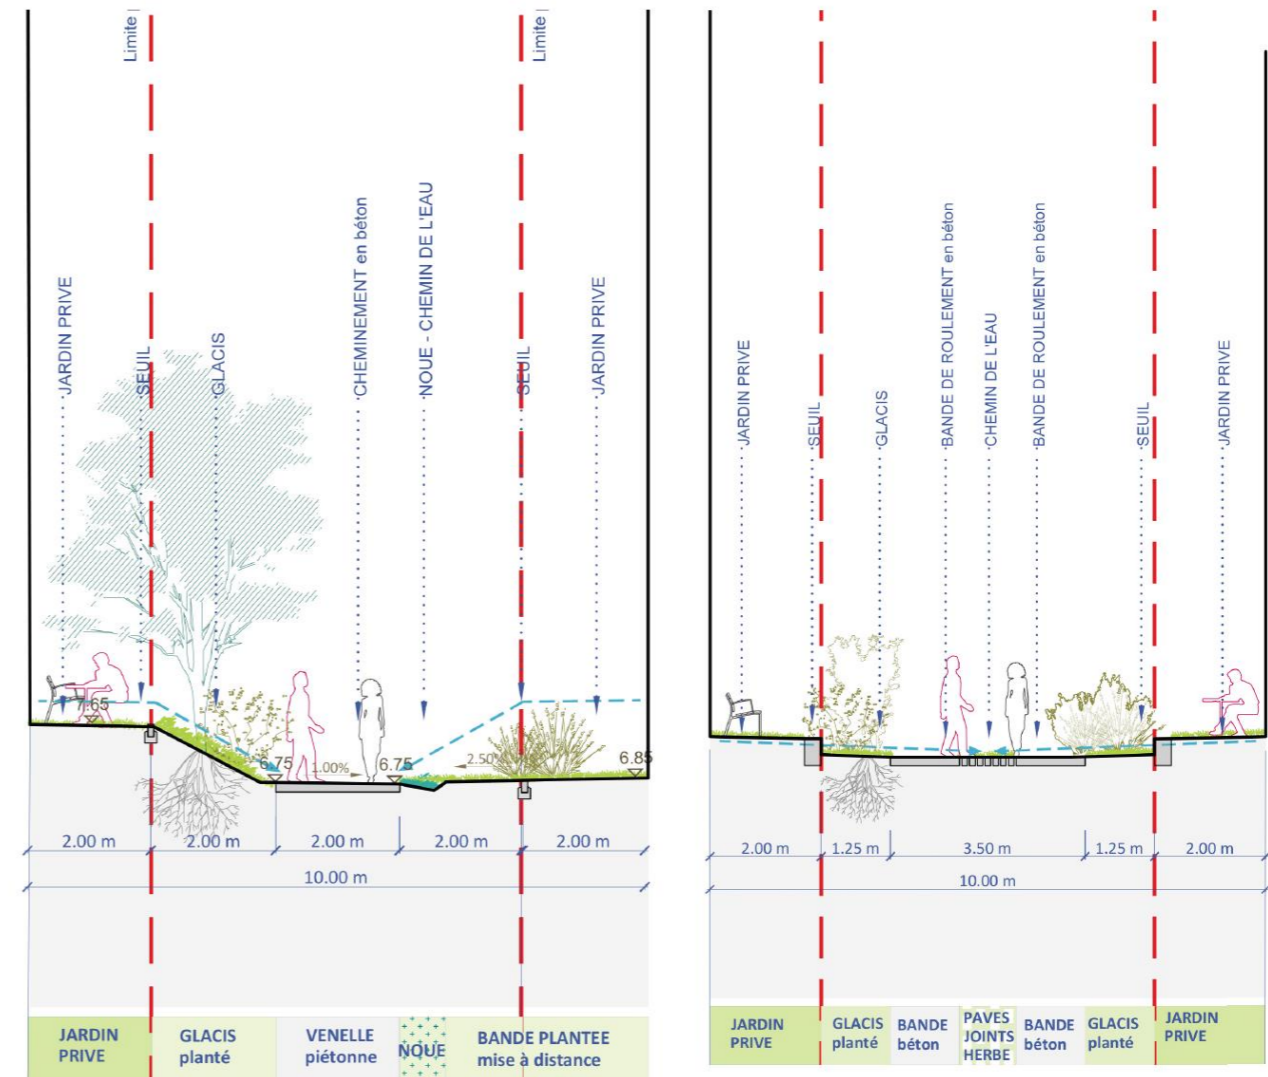 Limite
Limite
JARDIN PRIVE
SEUIL
GLACIS
CHEMINEMENT en béton
NOUE - CHEMIN DE L'EAU
SEUIL
JARDIN PRIVE
7.65
6.75
1.00%
6.75
2.50%
6.85
2.00 m
2.00 m
2.00 m
2.00 m
2.00 m
10.00 m
JARDIN
PRIVE
GLACIS
planté
VENELLE
piétonne
NOUE
BANDE PLANTEE
mise à distance
JARDIN PRIVE
SEUIL
GLACIS
BANDE DE ROULEMENT en béton
CHEMIN DE L'EAU
BANDE DE ROULEMENT en béton
SEUIL
JARDIN PRIVE
2.00 m
1.25 m
3.50 m
1.25 m
2.00 m
10.00 m
JARDIN
PRIVE
GLACIS
planté
BANDE
béton
PAVES
JOINTS
HERBE
BANDE
béton
GLACIS
planté
JARDIN
PRIVE